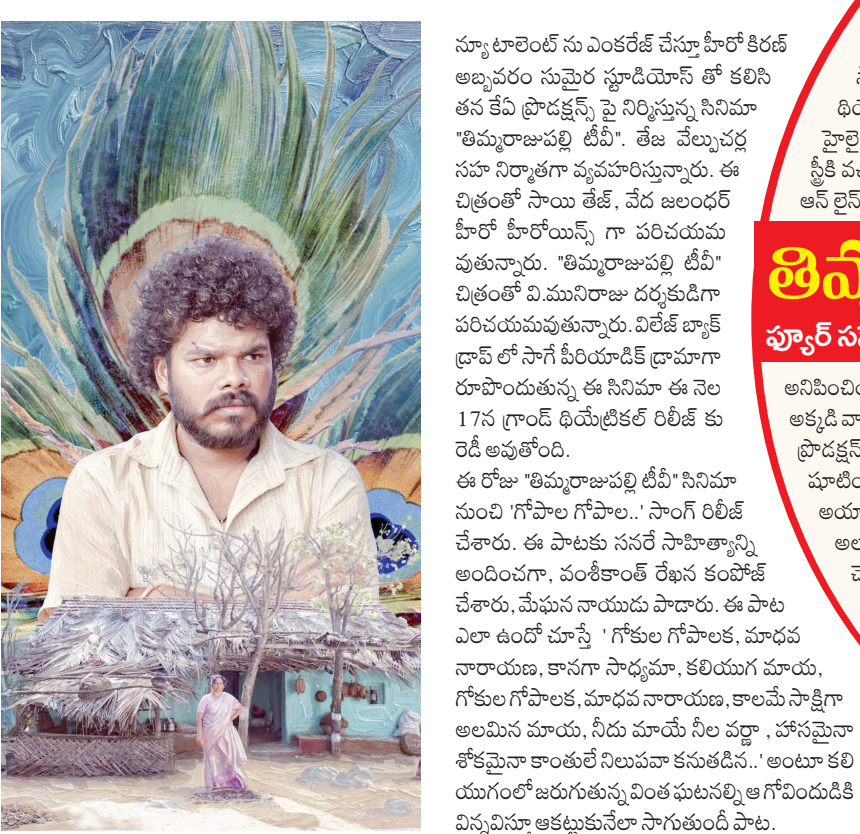 న్యూ టాలెంట్ ను ఎంకరేజ్ చేస్తూ హీరో కిరణ్
అబ్బవరం సుమైర స్టూడియోస్ తో కలిసి
తన కేఏ ప్రొడక్షన్స్ పై నిర్మిస్తున్న సినిమా
"తిమ్మరాజుపల్లి టీవీ". తేజ వేల్పుచర్ల
సహ నిర్మాతగా వ్యవహరిస్తున్నారు. ఈ
చిత్రంతో సాయి తేజ్, వేద జలంధర్
హీరో హీరోయిన్స్ గా పరిచయమ
వుతున్నారు. "తిమ్మరాజుపల్లి టీవీ"
చిత్రంతో వి.మునిరాజు దర్శకుడిగా
పరిచయమవుతున్నారు. విలేజ్ బ్యాక్
డ్రాప్ లో సాగే పీరియాడిక్ డ్రామాగా
రూపొందుతున్న ఈ సినిమా ఈ నెల
17న గ్రాండ్ థియేట్రికల్ రిలీజ్ కు
రెడీ అవుతోంది.
ఈ రోజు "తిమ్మరాజుపల్లి టీవీ" సినిమా
నుంచి 'గోపాల గోపాల..' సాంగ్ రిలీజ్
చేశారు. ఈ పాటకు సనరే సాహిత్యాన్ని
అందించగా, వంశీకాంత్ రేఖన కంపోజ్
చేశారు, మేఘన నాయుడు పాడారు. ఈ పాట
ఎలా ఉందో చూస్తే ' గోకుల గోపాలక, మాధవ
నారాయణ, కానగా సాధ్యమా, కలియుగ మాయ,
గోకుల గోపాలక, మాధవ నారాయణ, కాలమే సాక్షిగా
అలమిన మాయ, నీదు మాయే నీల వర్ణా , హాసమైనా
శోకమైనా కాంతులే నిలుపవా కనుతడిన..' అంటూ కలి
యుగంలో జరుగుతున్న వింత ఘటనల్ని ఆ గోవిందుడికి
విన్నవిస్తూ ఆకట్టుకునేలా సాగుతుందీ పాట.
హైలై
స్ట్రీకి వచ
ఆన్ లైన్
ఫ్యూర్
అనిపించి
అక్కడి వా
ప్రొడక్షన్
షూటిం
అయా
అల